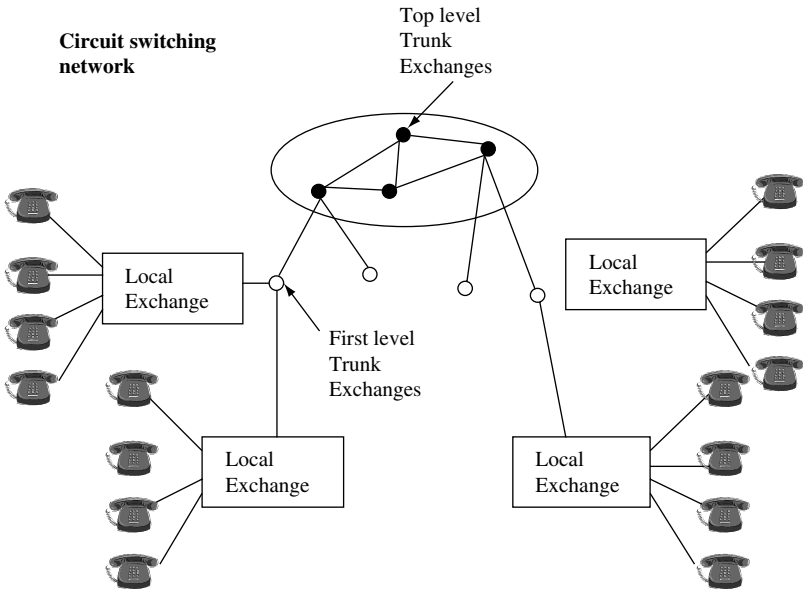 Circuit switching
network
Top level
Trunk
Exchanges
Local
Exchange
Local
Exchange
First level
Trunk
Exchanges
Local
Exchange
Local
Exchange